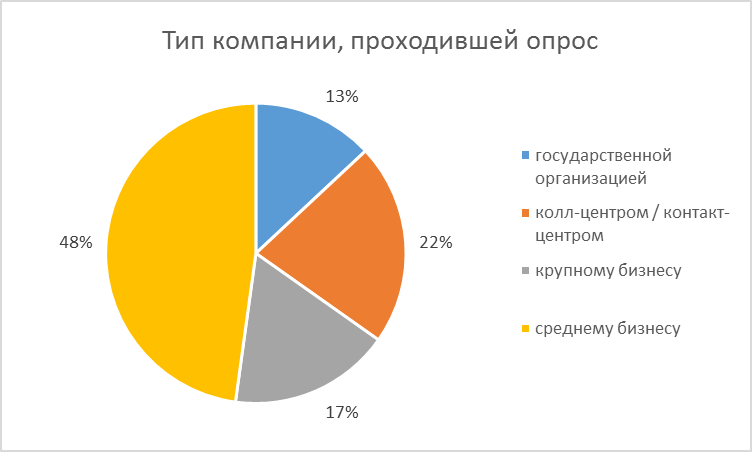 Тип компании, проходившей опрос
13%
22%
17%
48%
государственной
организацией
колл-центром / контакт-
центром
крупному бизнесу
среднему бизнесу